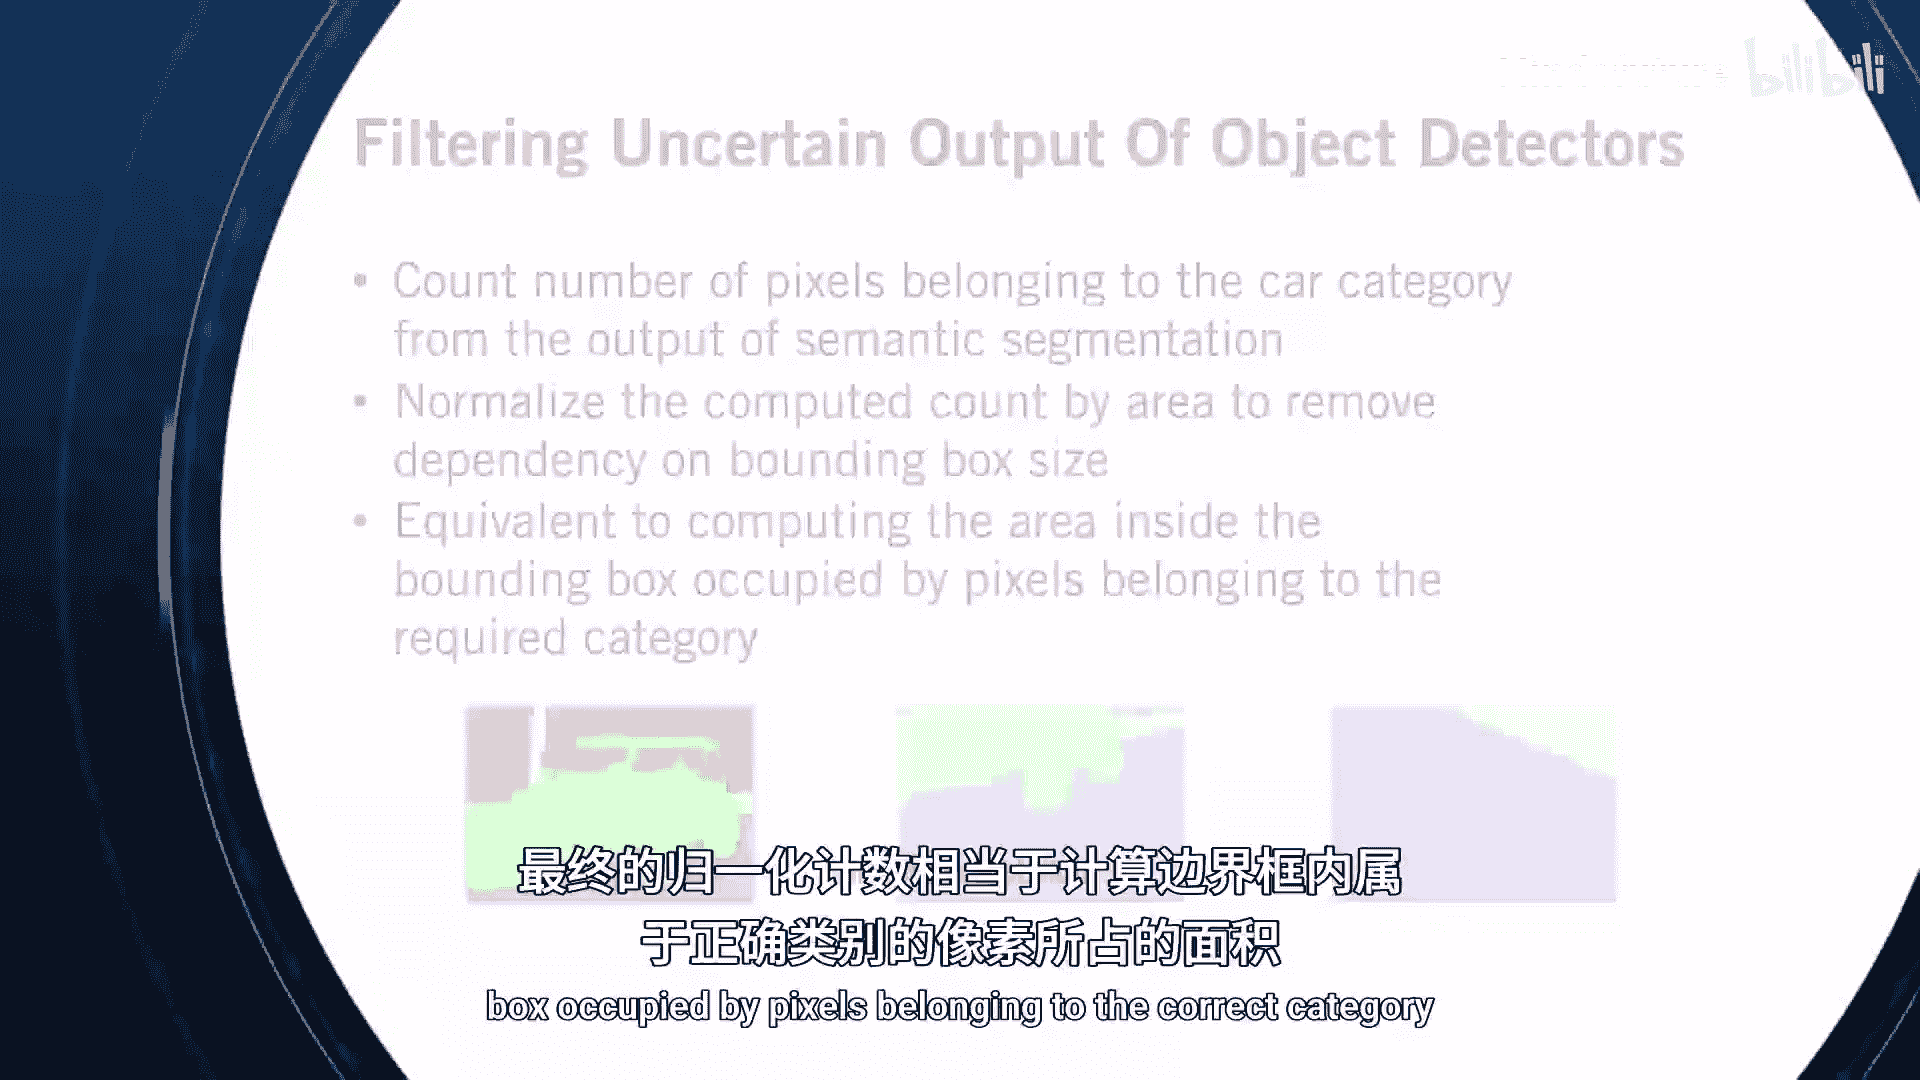 bilibili
Filtering Uncertain Output Of Object Detectors
• Count number of pixels belonging to the car category
from the output of semantic segmentation
• Normalize the computed count by area to remove
dependency on bounding box size
• Equivalent to computing the area inside the
bounding box occupied by pixels belonging to the
required category
最终的归一化计数相当于计算边界框内属
于正确类别的像素所占的面积
box occupied by pixels belonging to the correct category